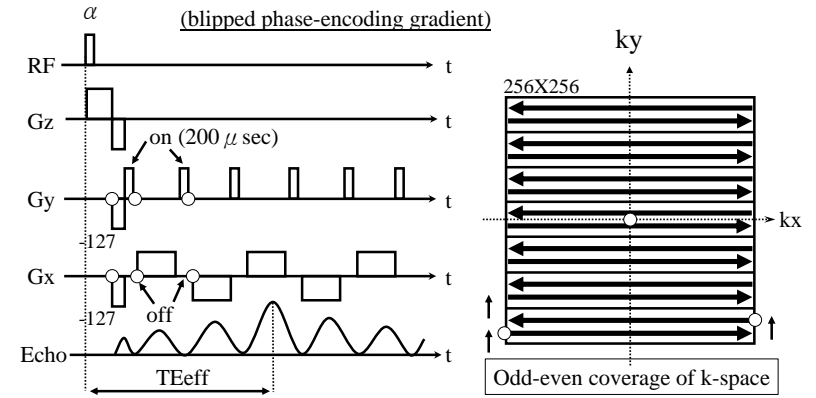 α
(blipped phase-encoding gradient)
RF
t
Gz
t
on (200 μ sec)
Gy
t
-127
Gx
t
-127
off
Echo
t
TEeff
ky
256X256
kx
Odd-even coverage of k-space